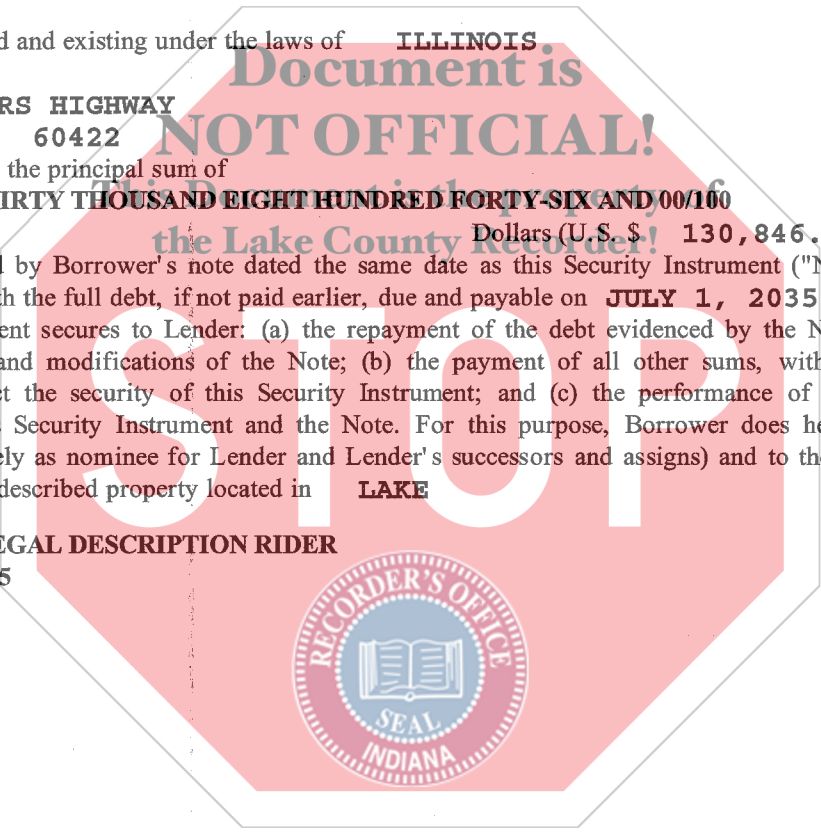 d and existing under the laws of ILLINOIS
Document is
RS HIGHWAY
60422
NOT OFFICIAL!
the principal sum of
This Document is the property of
IRTY THOUSAND EIGHT HUNDRED FORTY-SIX AND 00/100
the Lake County Recorder!
Dollars (U.S. $ 130,846.
by Borrower's note dated the same date as this Security Instrument ("N
h the full debt, if not paid earlier, due and payable on JULY 1, 2035
ent secures to Lender: (a) the repayment of the debt evidenced by the N
and modifications of the Note; (b) the payment of all other sums, with
t the security of this Security Instrument; and (c) the performance of
Security Instrument and the Note. For this purpose, Borrower does he
ely as nominee for Lender and Lender's successors and assigns) and to th
described property located in LAKE
STOP
EGAL DESCRIPTION RIDER
5
RECORDER'S OFFICE
SEAL
INDIANA